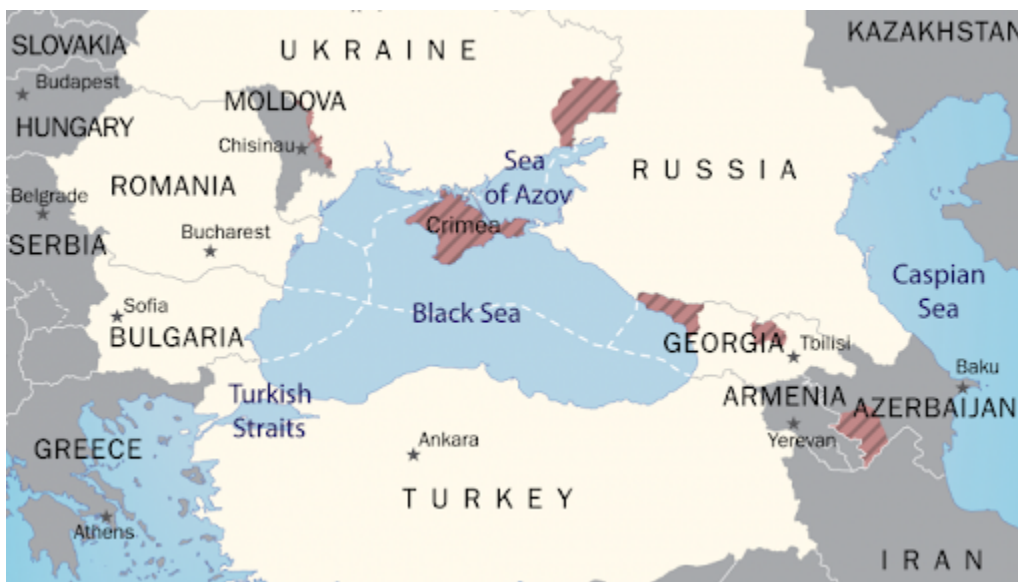 SLOVAKIA
Budapest
HUNGARY
Belgrade
SERBIA
UKRAINE
MOLDOVA
Chisinau
ROMANIA
Bucharest
Sofia
BULGARIA
KAZAKHSTAN
RUSSIA
Sea
of Azov
Crimea
Black Sea
Caspian
Sea
GEORGIA
Tbilisi
Turkish
Straits
ARMENIA
Yerevan
Baku
AZERBAIJAN
GREECE
Athens
Ankara
TURKEY
IRAN